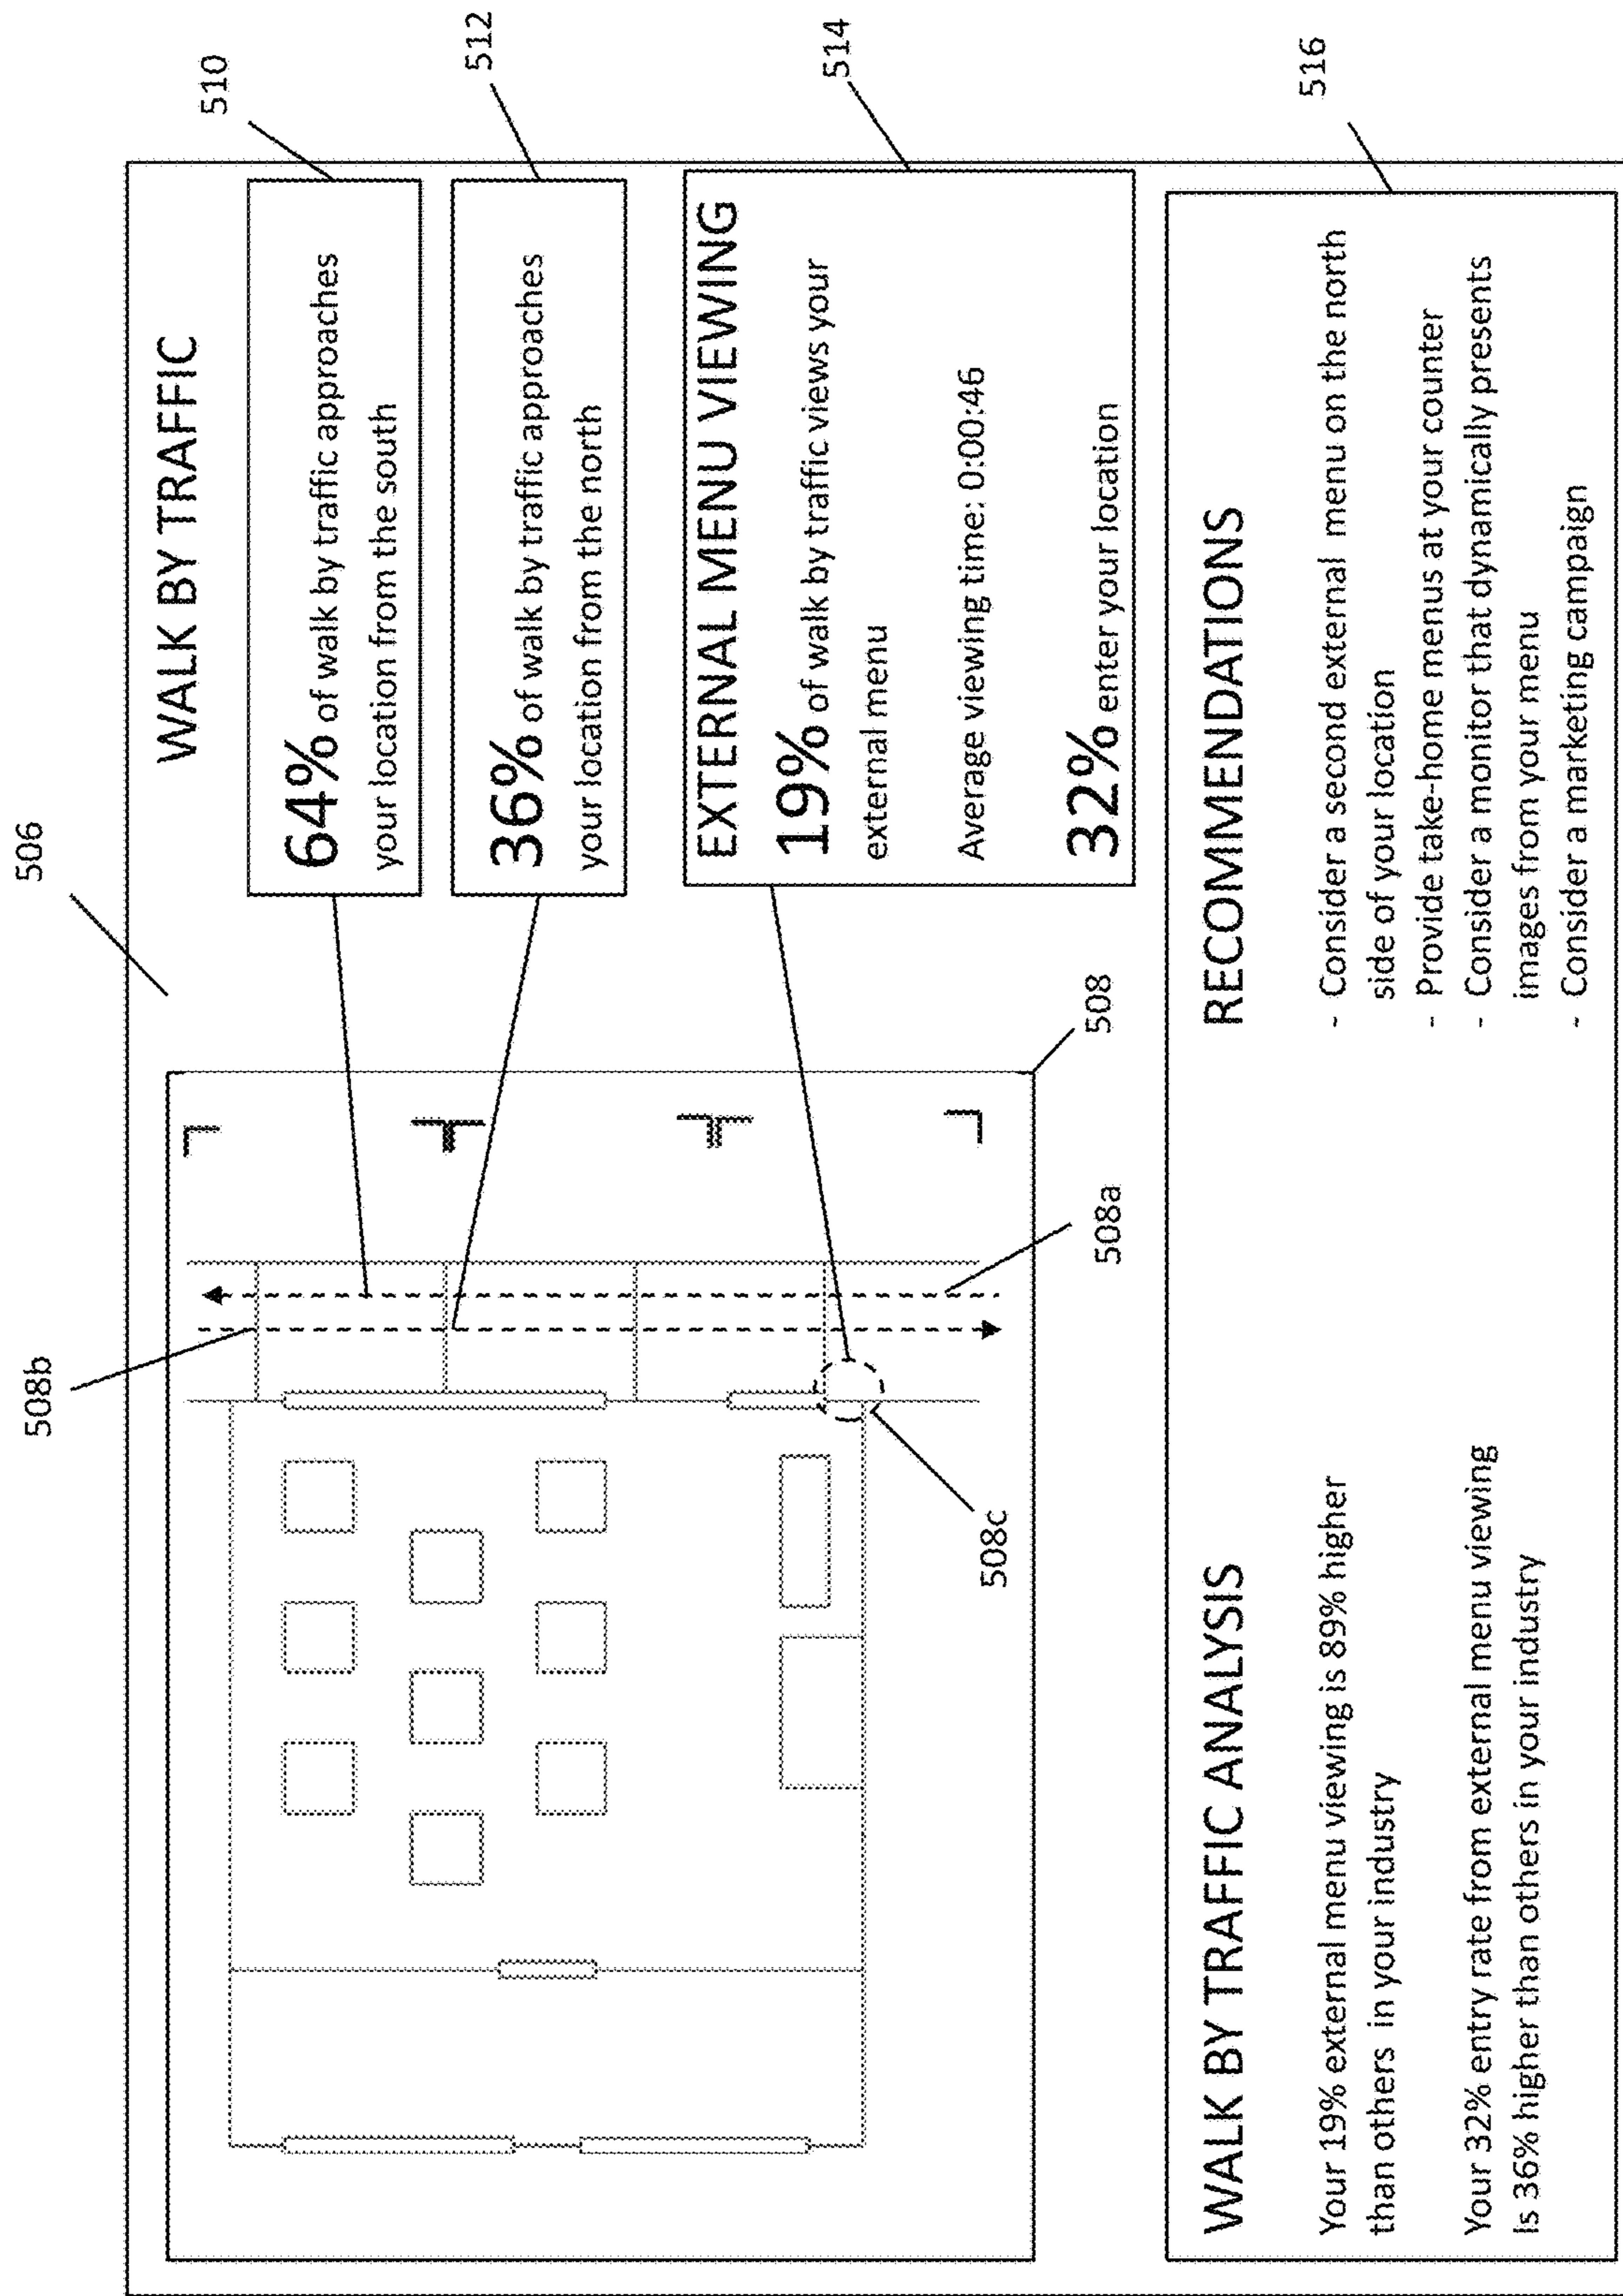 506
WALK BY TRAFFIC
510
64% of walk by traffic approaches
your location from the south
512
36% of walk by traffic approaches
your location from the north
514
EXTERNAL MENU VIEWING
19% of walk by traffic views your
external menu
Average viewing time: 0:00:46
32% enter your location
508b
508
508a
508c
516
WALK BY TRAFFIC ANALYSIS
Your 19% external menu viewing is 89% higher
than others in your industry
Your 32% entry rate from external menu viewing
Is 36% higher than others in your industry
RECOMMENDATIONS
- Consider a second external menu on the north
side of your location
- Provide take-home menus at your counter
- Consider a monitor that dynamically presents
images from your menu
- Consider a marketing campaign